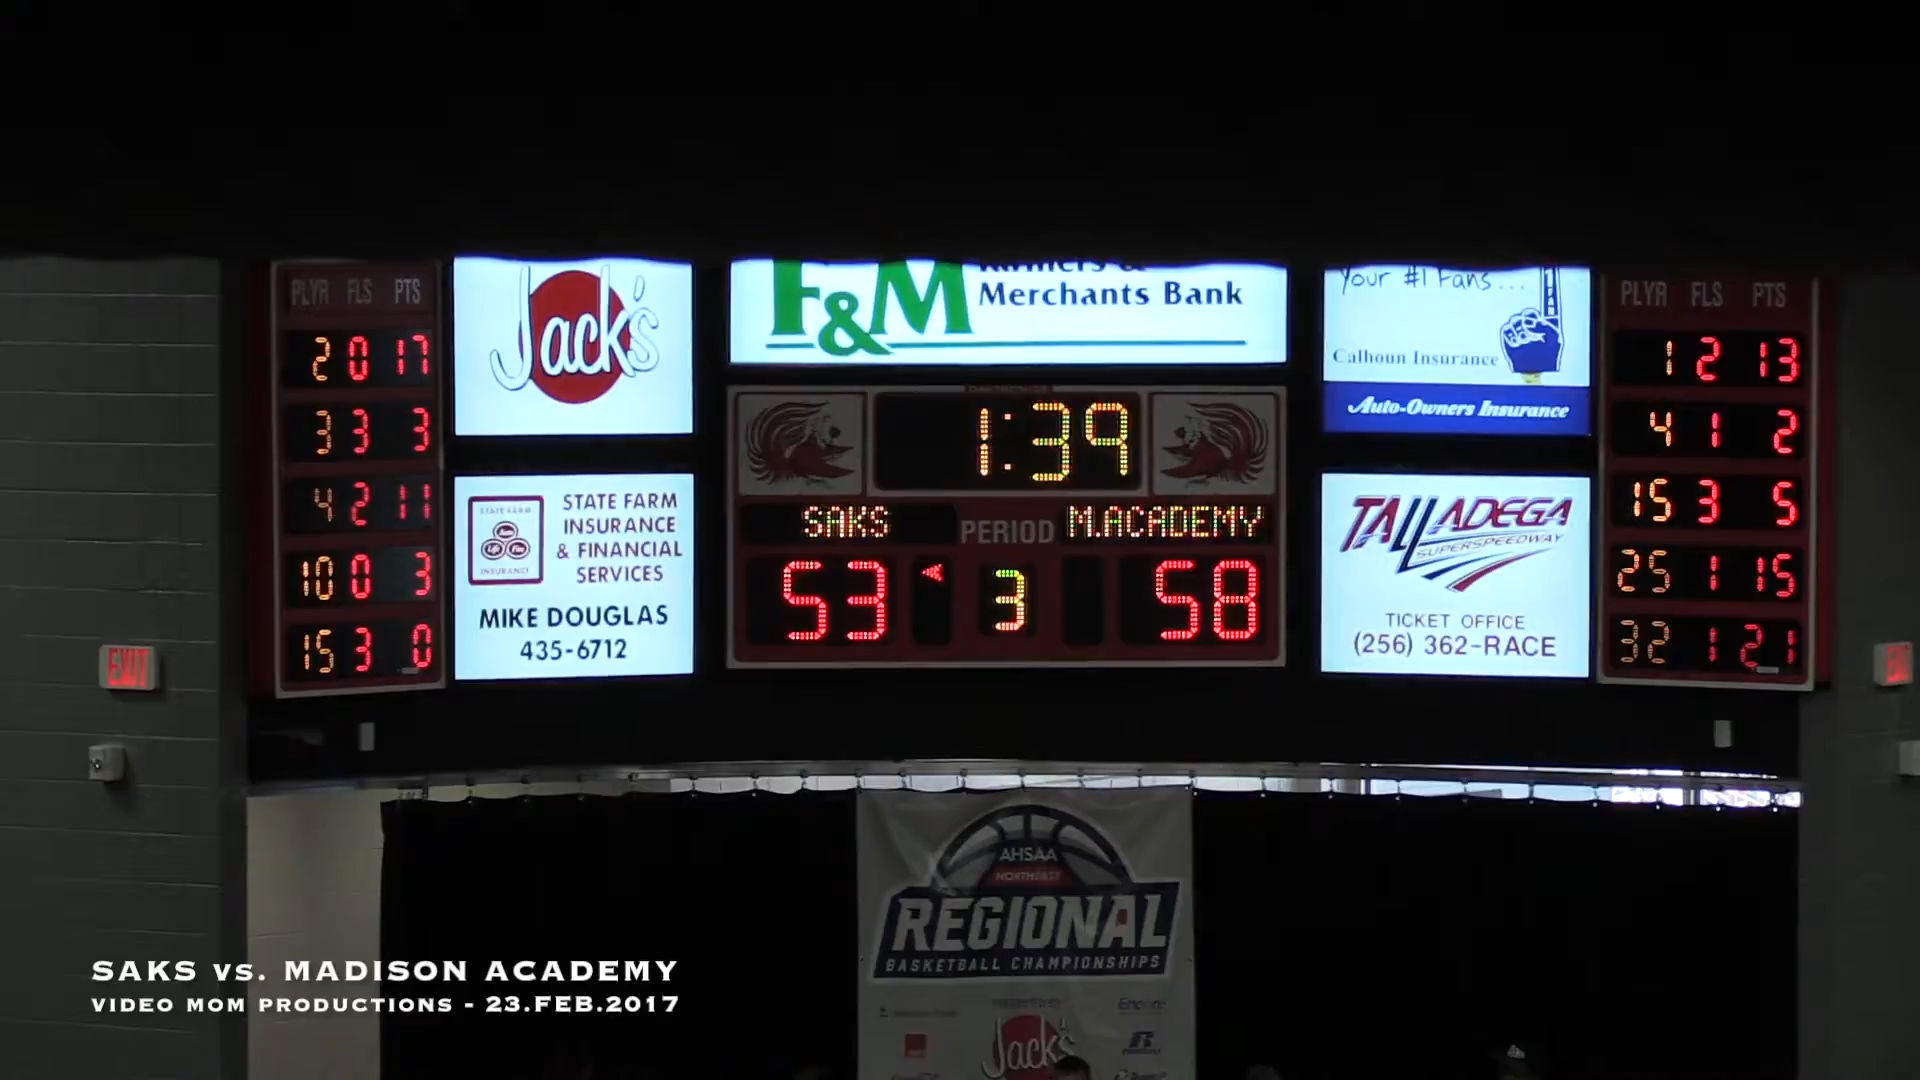 PLYR FLS PTS
2 0 17
3 3 3
4 2 11
10 0 3
15 3 0
Jack's
STATE FARM
INSURANCE
& FINANCIAL
SERVICES
STATE FARM
INSURANCE
MIKE DOUGLAS
435-6712
F&M
Merchants Bank
1:39
SAKS PERIOD M.ACADEMY
53 3 58
Your #1 Fans...
Calhoun Insurance
Auto-Owners Insurance
TALLADEGA
SUPERSPEEDWAY
TICKET OFFICE
(256) 362-RACE
PLYR FLS PTS
1 2 13
4 1 2
15 3 5
25 1 15
32 1 21
EXIT
AHSAA
NORTHEAST
REGIONAL
BASKETBALL CHAMPIONSHIPS
Jack's
SAKS vs. MADISON ACADEMY
VIDEO MOM PRODUCTIONS - 23.FEB.2017